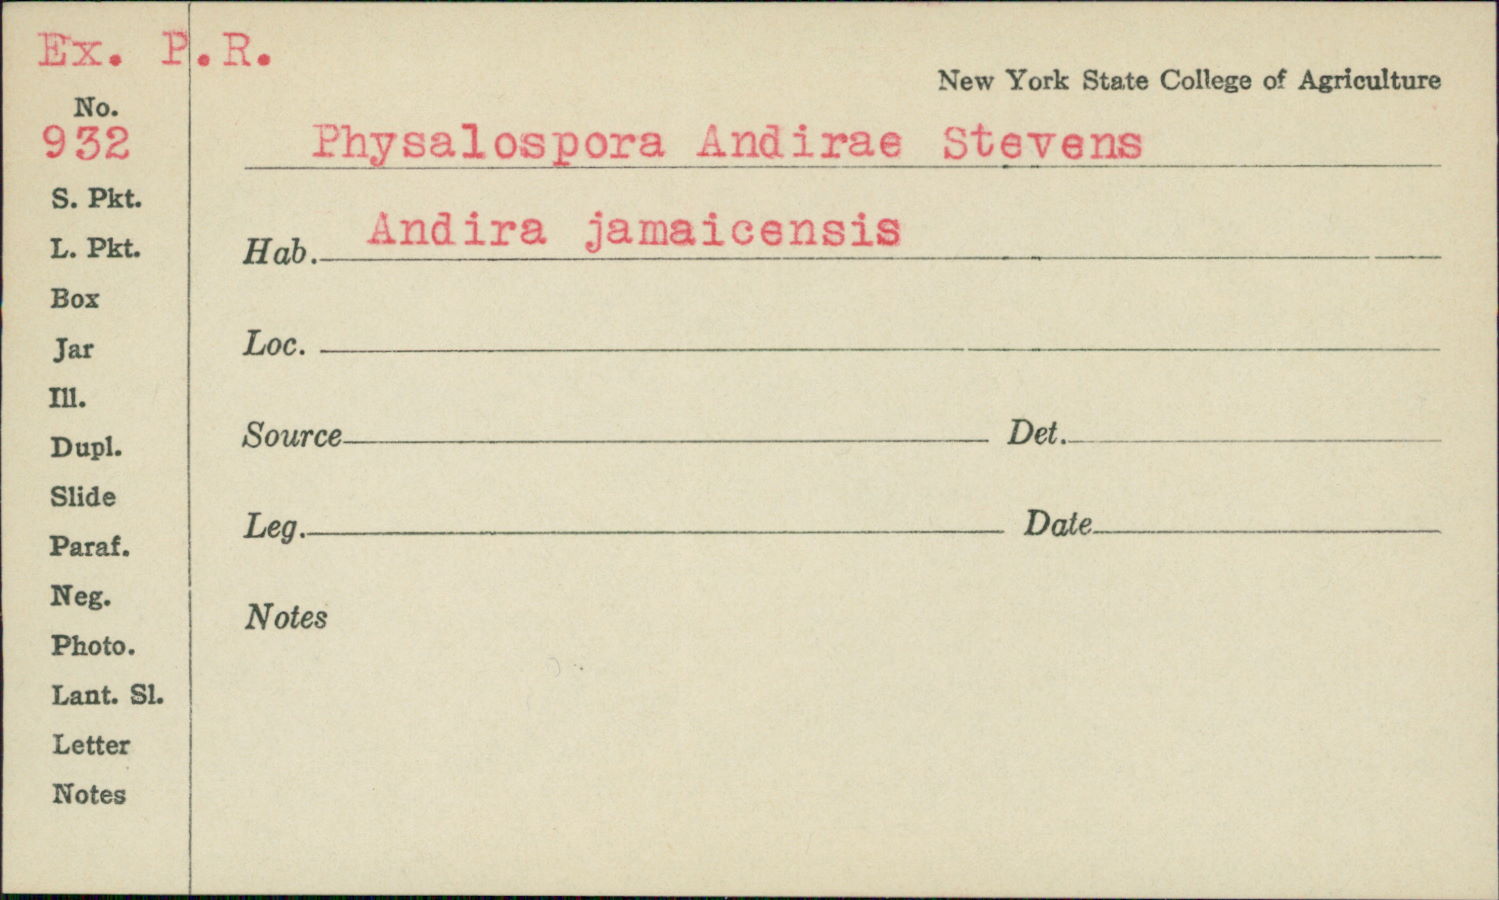 Ex. P.R.
New York State College of Agriculture
No.
932
Physalospora Andirae Stevens
S. Pkt.
L. Pkt.
Box
Jar
Ill.
Dupl.
Slide
Paraf.
Neg.
Photo.
Lant. Sl.
Letter
Notes
Hab. Andira jamaicensis
Loc.
Source Det.
Leg. Date
Notes